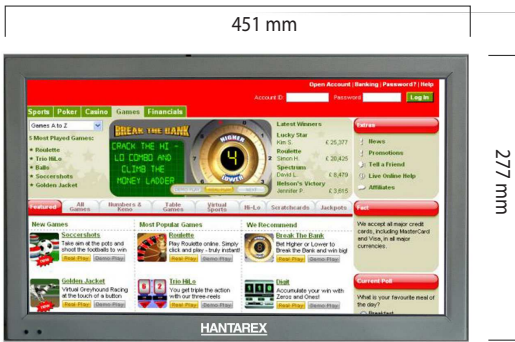 451 mm
277 mm
Open Account | Banking | Password? | Help
Account ID Password Log In
Sports Poker Casino Games Financials
Games A to Z
5 Most Played Games:
Roulette
Trio HiLo
Balls
Soccershots
Golden Jacket
BREAK THE BANK
CRACK THE HI -
LO COMBO AND
CLIMB THE
MONEY LADDER
HIGHER
4
LOWER
Latest Winners
Lucky Star
Kim S. £ 25,377
Roulette
Simon H. £ 20,425
Spectrims
David L. £ 8,479
Nelson's Victory
Jennifer P. £ 3,615
Extras
News
Promotions
Tell a Friend
Live Online Help
Affiliates
Featured All Games Numbers & Keno Table Games Virtual Sports Hi-Lo Scratchcards Jackpots
New Games
Soccershots
Take aim at the pots and
shoot the footballs to win
Real Play Demo Play
Golden Jacket
Virtual Greyhound Racing
at the touch of a button
Real Play Demo Play
Most Popular Games
Roulette
Play Roulette online. Simply
click and play - truly instant!
Real Play Demo Play
Trio HiLo
You get triple the action
with our three-reels
Real Play Demo Play
We Recommend
Break The Bank
Bet Higher or Lower to
Break the Bank and win big!
Real Play Demo Play
Digit
Accumulate your win with
Zeros and Ones!
Real Play Demo Play
Fast
We accept all major credit
cards, including MasterCard
and Visa, in all major
currencies.
Current Poll
What is your favourite meal of
the day?
Breakfast
HANTAREX